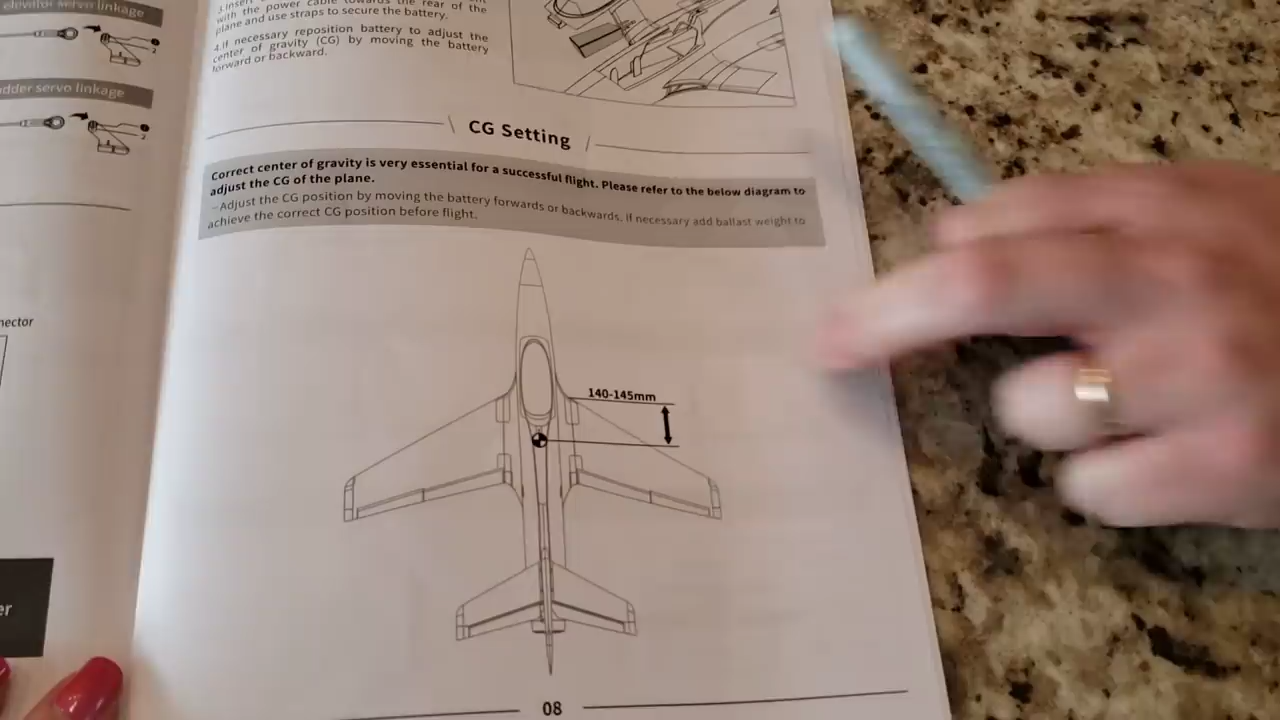 elevator servo linkage
dder servo linkage
2
nector
er
3.Insert
with the power cable towards the rear of the
plane and use straps to secure the battery.
4.If necessary reposition battery to adjust the
center of gravity (CG) by moving the battery
forward or backward.
CG Setting
Correct center of gravity is very essential for a successful flight. Please refer to the below diagram to
adjust the CG of the plane.
-Adjust the CG position by moving the battery forwards or backwards, if necessary add ballast weight to
achieve the correct CG position before flight.
140-145mm
08